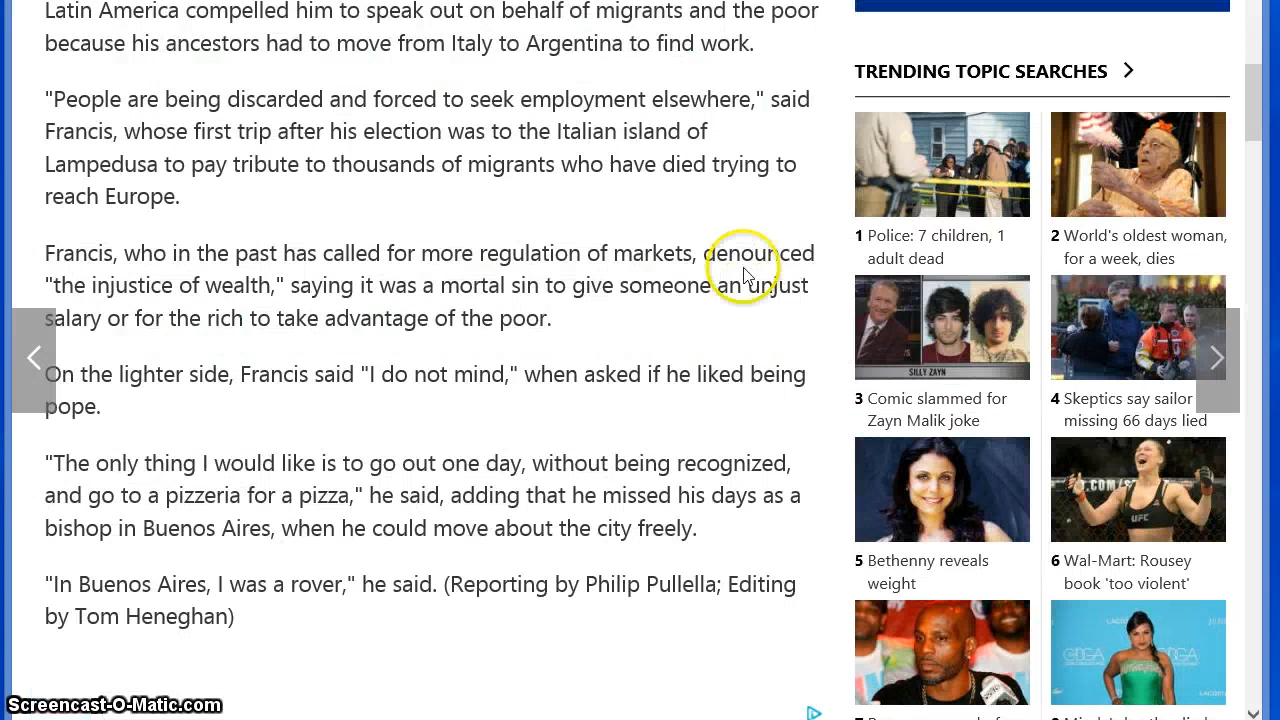 Latin America compelled him to speak out on behalf of migrants and the poor
because his ancestors had to move from Italy to Argentina to find work.
"People are being discarded and forced to seek employment elsewhere," said
Francis, whose first trip after his election was to the Italian island of
Lampedusa to pay tribute to thousands of migrants who have died trying to
reach Europe.
Francis, who in the past has called for more regulation of markets, denounced
"the injustice of wealth," saying it was a mortal sin to give someone an unjust
salary or for the rich to take advantage of the poor.
On the lighter side, Francis said "I do not mind," when asked if he liked being
pope.
"The only thing I would like is to go out one day, without being recognized,
and go to a pizzeria for a pizza," he said, adding that he missed his days as a
bishop in Buenos Aires, when he could move about the city freely.
"In Buenos Aires, I was a rover," he said. (Reporting by Philip Pullella; Editing
by Tom Heneghan)
TRENDING TOPIC SEARCHES
1 Police: 7 children, 1
adult dead
2 World's oldest woman,
for a week, dies
SILLY ZAYN
3 Comic slammed for
Zayn Malik joke
4 Skeptics say sailor
missing 66 days lied
5 Bethenny reveals
weight
UFC
6 Wal-Mart: Rousey
book 'too violent'
Screencast-O-Matic.com